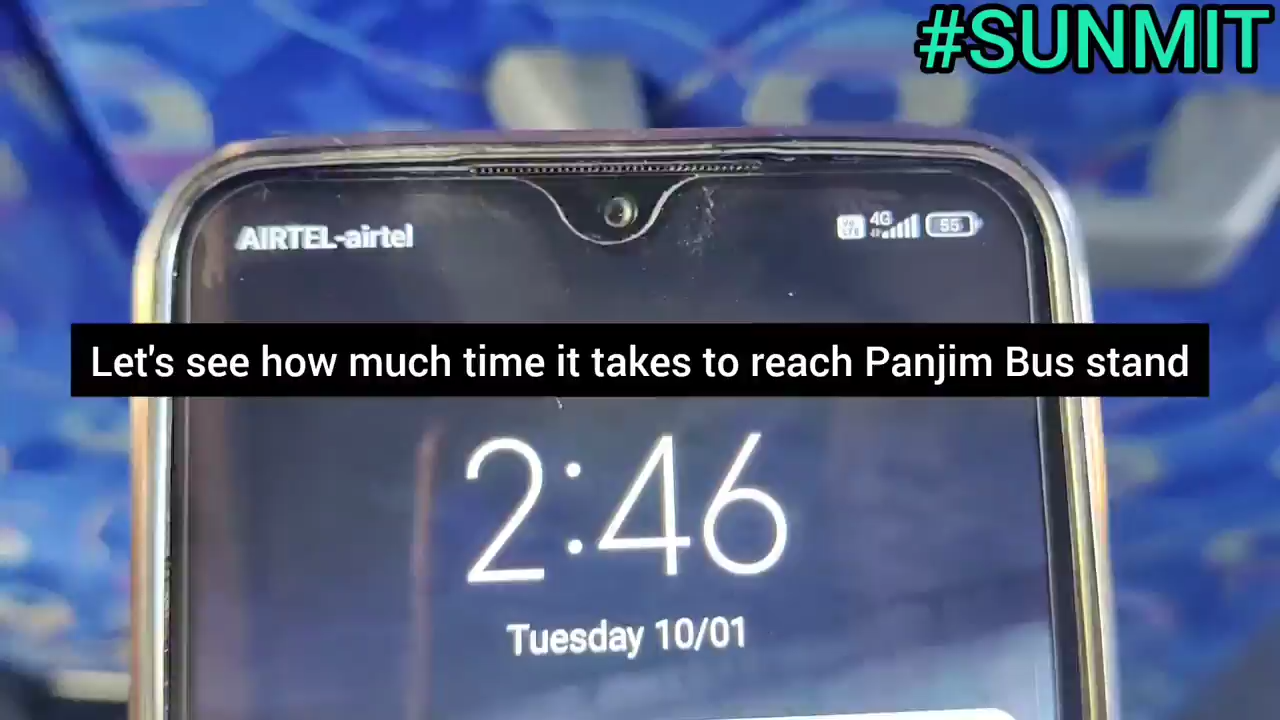 #SUNMIT
AIRTEL-airtel
4G
55
Let's see how much time it takes to reach Panjim Bus stand
2:46
Tuesday 10/01